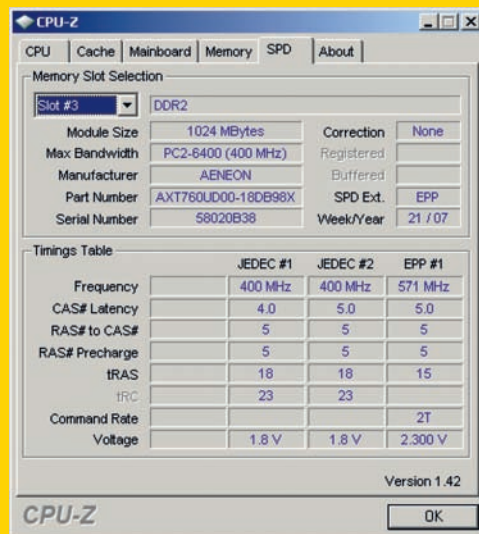 CPU-Z
CPU Cache Mainboard Memory SPD About
Memory Slot Selection
Slot #3 DDR2
Module Size 1024 MBytes Correction None
Max Bandwidth PC2-6400 (400 MHz) Registered
Manufacturer AENEON Buffered
Part Number AXT760UD00-18DB98X SPD Ext. EPP
Serial Number 58020B38 Week/Year 21 / 07
Timings Table
JEDEC #1 JEDEC #2 EPP #1
Frequency 400 MHz 400 MHz 571 MHz
CAS# Latency 4.0 5.0 5.0
RAS# to CAS# 5 5 5
RAS# Precharge 5 5 5
tRAS 18 18 15
tRC 23 23
Command Rate 2T
Voltage 1.8 V 1.8 V 2.300 V
Version 1.42
CPU-Z OK